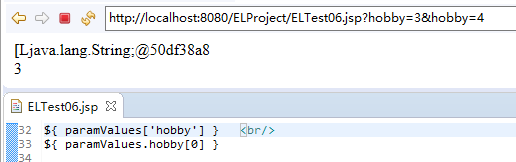 http://localhost:8080/ELProject/ELTest06.jsp?hobby=3&hobby=4
[Ljava.lang.String;@50df38a8
3
ELTest06.jsp
32 ${ paramValues['hobby'] } <br/>
33 ${ paramValues.hobby[0] }
34